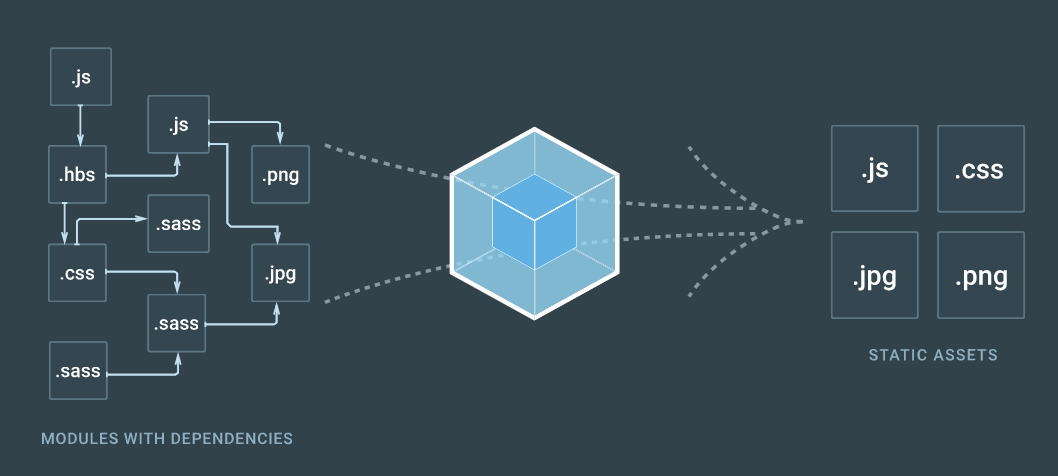 .js
.js
.hbs
.png
.sass
.css
.jpg
.sass
.sass
MODULES WITH DEPENDENCIES
.js
.css
.jpg
.png
STATIC ASSETS